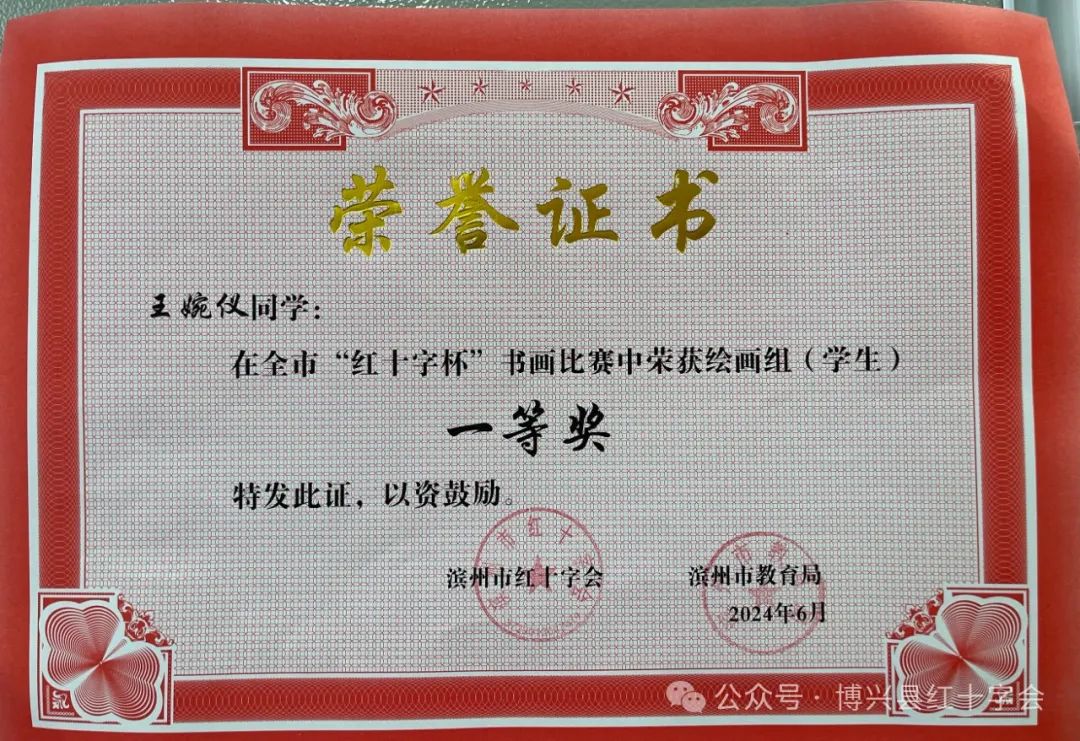 荣誉证书
王婉仪同学：
在全市“红十字杯”书画比赛中荣获绘画组（学生）
一等奖
特发此证，以资鼓励。
滨州市红十字会 滨州市教育局
2024年6月
公众号·博兴县红十字会